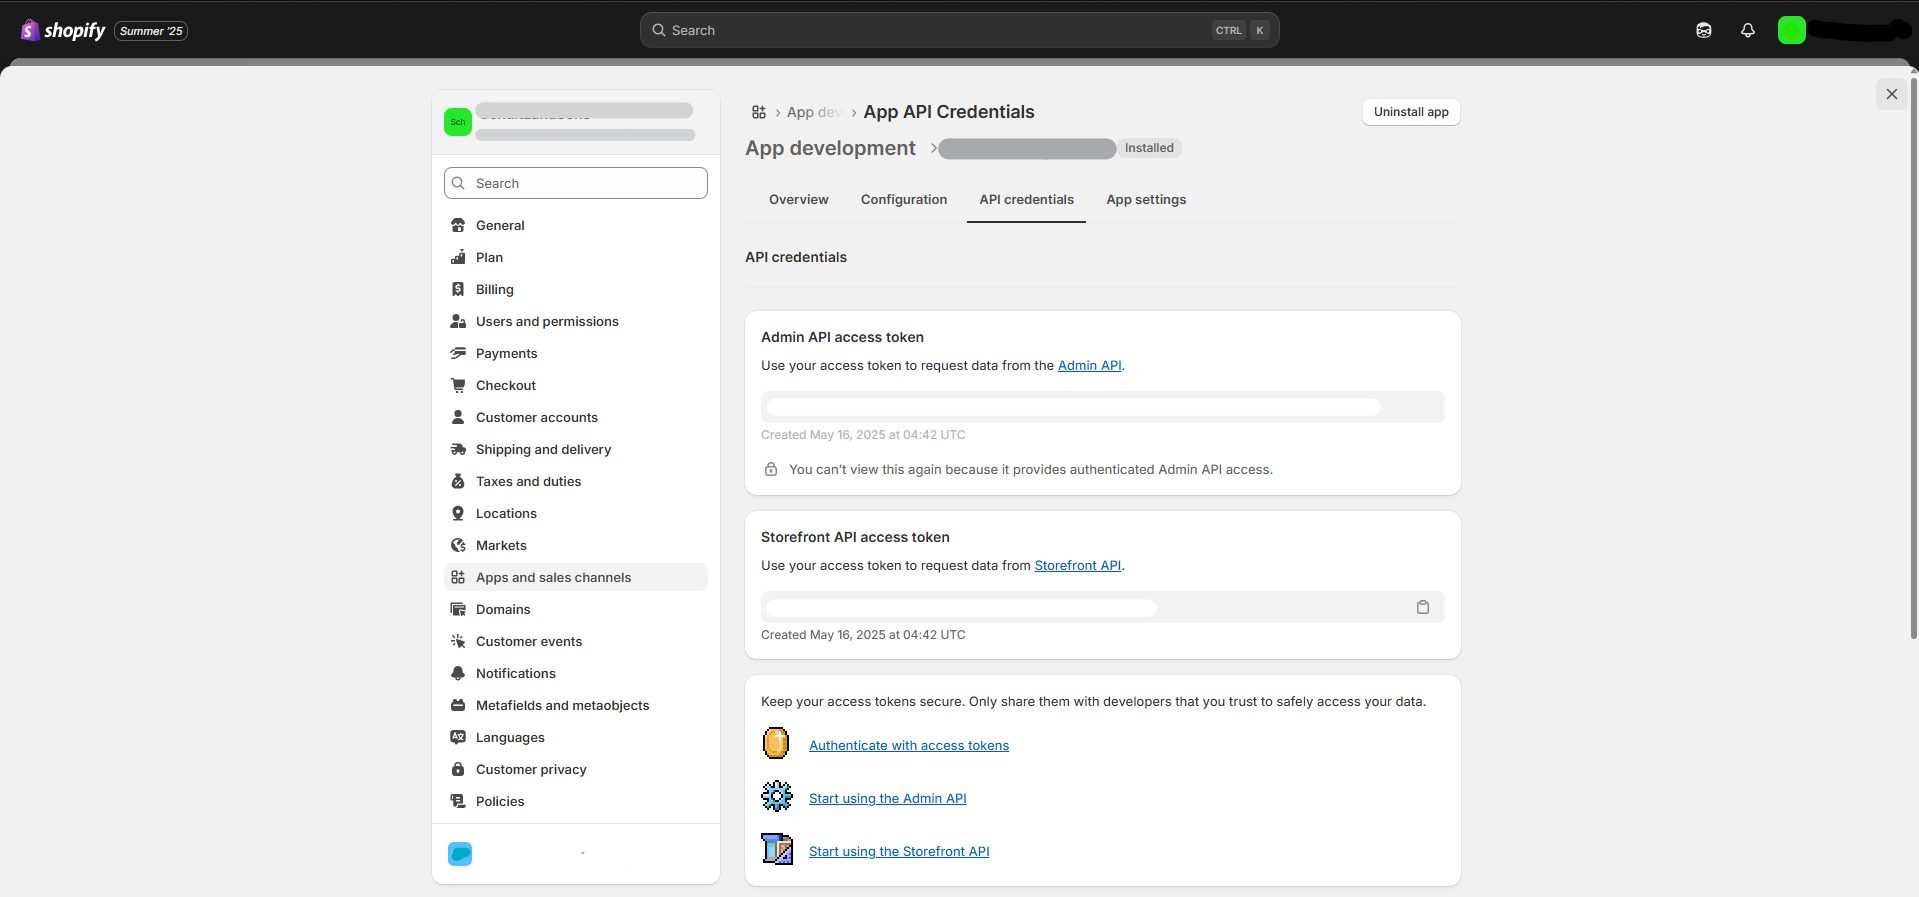 shopify Summer '25
Search CTRL K
App dev > App API Credentials
Uninstall app
Sch
App development > Installed
Search
Overview Configuration API credentials App settings
General
Plan
Billing
Users and permissions
Payments
Checkout
Customer accounts
Shipping and delivery
Taxes and duties
Locations
Markets
Apps and sales channels
Domains
Customer events
Notifications
Metafields and metaobjects
Languages
Customer privacy
Policies
API credentials
Admin API access token
Use your access token to request data from the Admin API.
Created May 16, 2025 at 04:42 UTC
You can't view this again because it provides authenticated Admin API access.
Storefront API access token
Use your access token to request data from Storefront API.
Created May 16, 2025 at 04:42 UTC
Keep your access tokens secure. Only share them with developers that you trust to safely access your data.
Authenticate with access tokens
Start using the Admin API
Start using the Storefront API